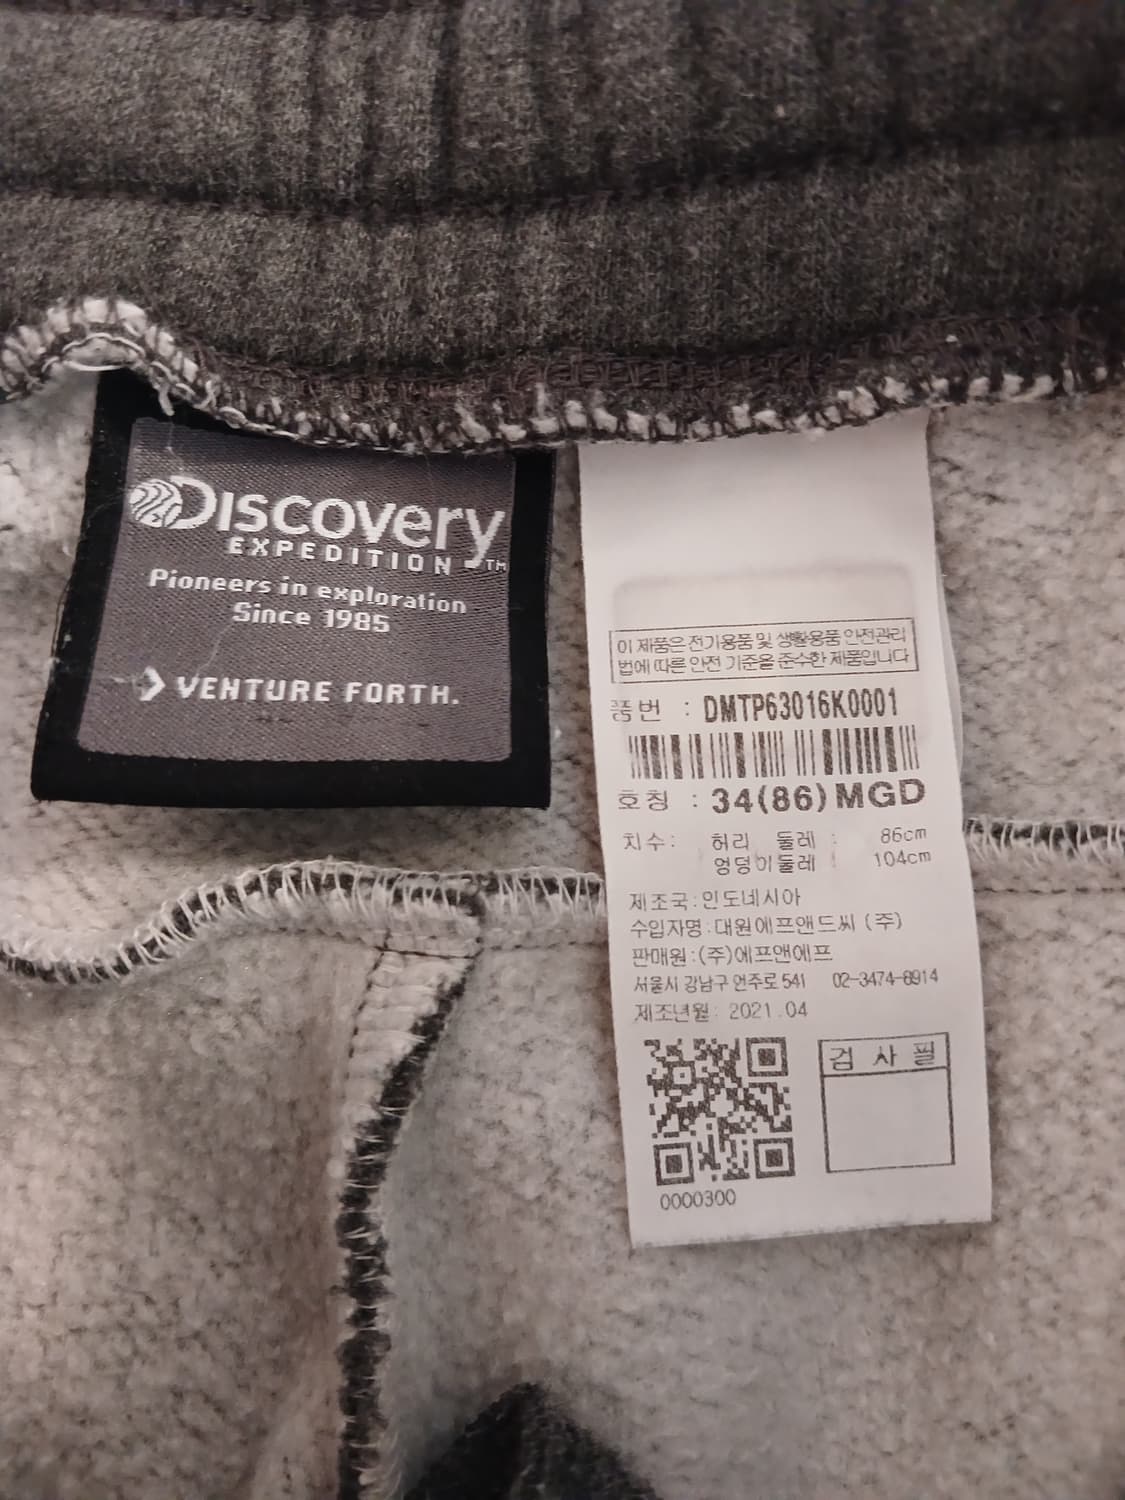 DISCOVERY
EXPEDITION™
Pioneers in exploration
Since 1985
VENTURE FORTH.
이 제품은 전기용품 및 생활용품 안전관리
법에 따른 안전 기준을 준수한 제품입니다
품번 : DMTP63016K0001
호칭 : 34(86) MGD
치수: 허리 둘레 : 86cm
엉덩이둘레 : 104cm
제조국:인도네시아
수입자명:대원에프앤드씨 (주)
판매원:(주)에프앤에프
서울시 강남구 언주로 541 02-3474-8914
제조년월: 2021.04
검 사 필
0000300